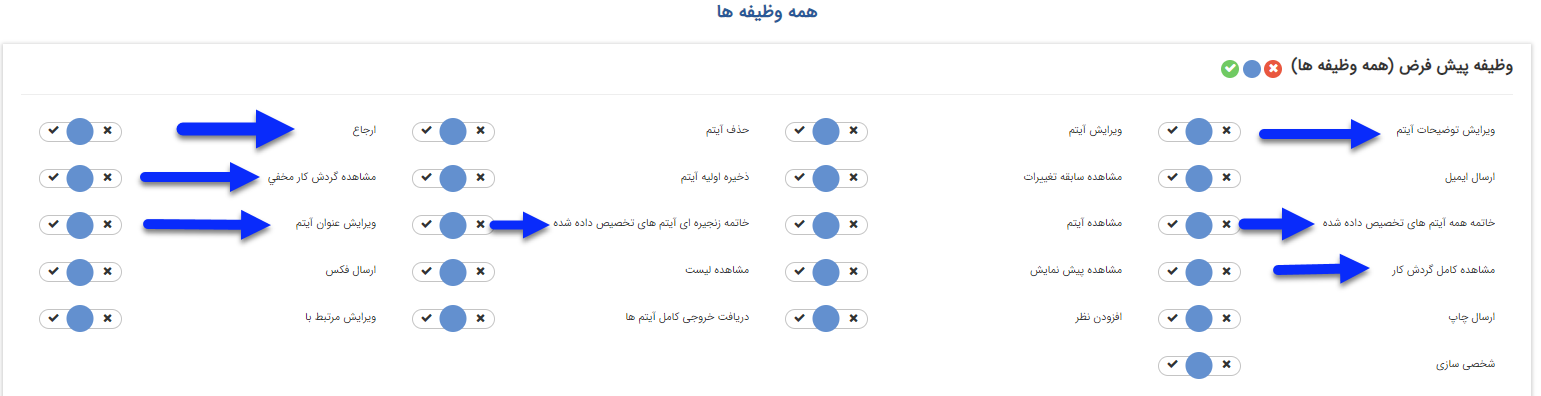 همه وظیفه ها
وظیفه پیش فرض (همه وظیفه ها)
ویرایش توضیحات آیتم
ویرایش آیتم
حذف آیتم
ارجاع
ارسال ایمیل
مشاهده سابقه تغییرات
ذخیره اولیه آیتم
مشاهده گردش کار مخفي
خاتمه همه آیتم های تخصیص داده شده
مشاهده آیتم
خاتمه زنجیره ای آیتم های تخصیص داده شده
ویرایش عنوان آیتم
مشاهده کامل گردش کار
مشاهده پیش نمایش
مشاهده لیست
ارسال فکس
ارسال چاپ
افزودن نظر
دریافت خروجی کامل آیتم ها
ویرایش مرتبط با
شخصی سازی